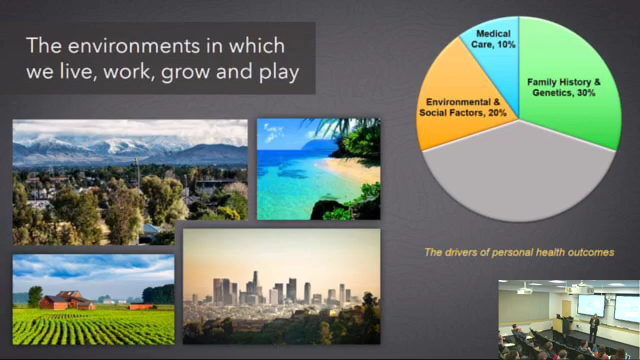 The environments in which
we live, work, grow and play
Medical
Care, 10%
Family History &
Genetics, 30%
Environmental &
Social Factors, 20%
The drivers of personal health outcomes